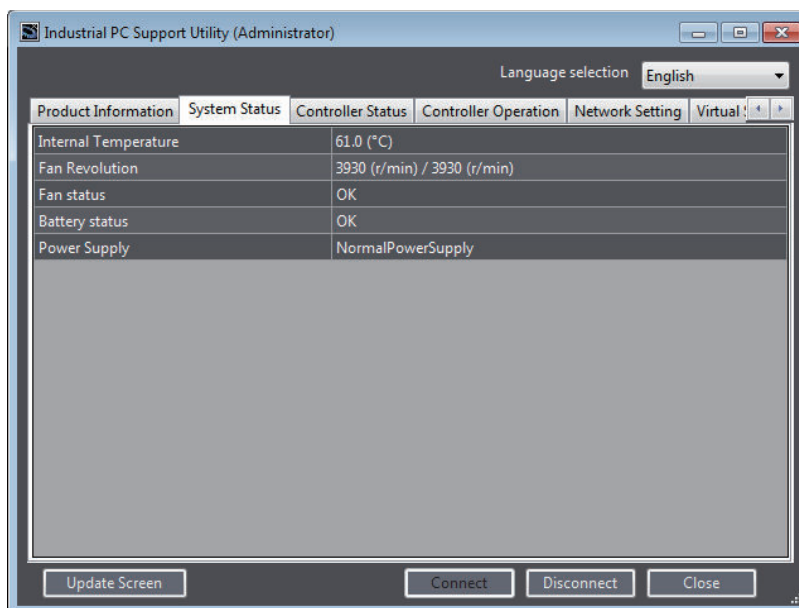 Industrial PC Support Utility (Administrator)
Language selection English
Product Information System Status Controller Status Controller Operation Network Setting Virtual
Internal Temperature 61.0 (°C)
Fan Revolution 3930 (r/min) / 3930 (r/min)
Fan status OK
Battery status OK
Power Supply NormalPowerSupply
Update Screen Connect Disconnect Close